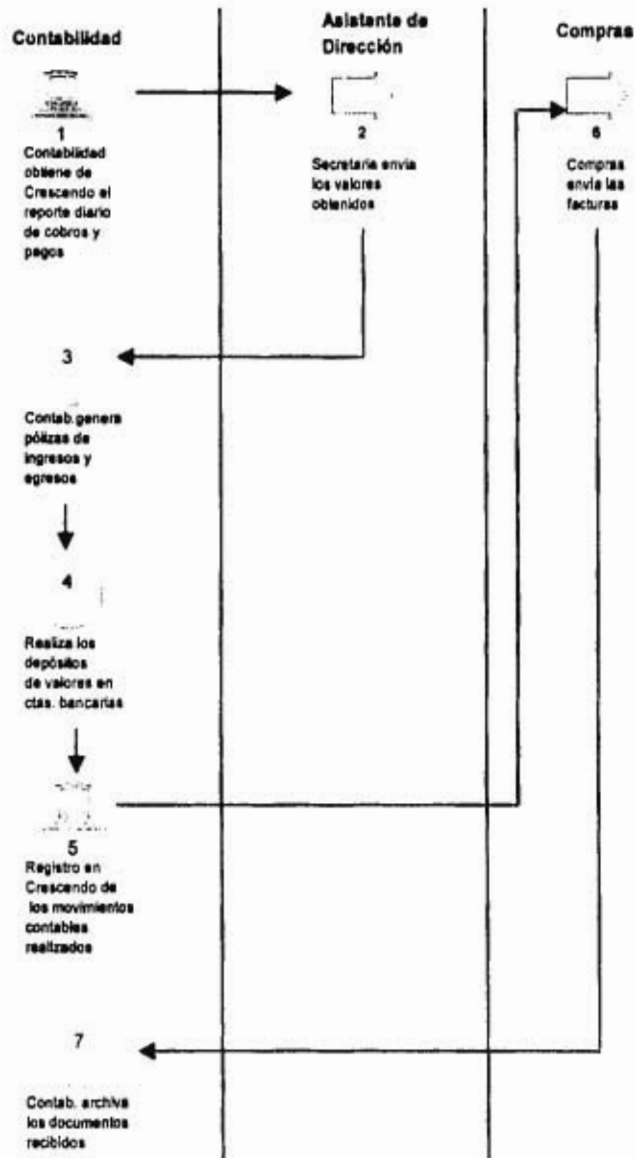 Contabilidad
Asistente de
Dirección
Compras
1
Contabilidad
obtiene de
Crescendo el
reporte diario
de cobros y
pagos
2
Secretaria envia
los valores
obtenidos
6
Compras
envia las
facturas
3
Contab.genera
pólizas de
ingresos y
egresos
4
Realiza los
depósitos
de valores en
ctas. bancarias
5
Registro en
Crescendo de
los movimientos
contables
realizados
7
Contab. archiva
los documentos
recibidos